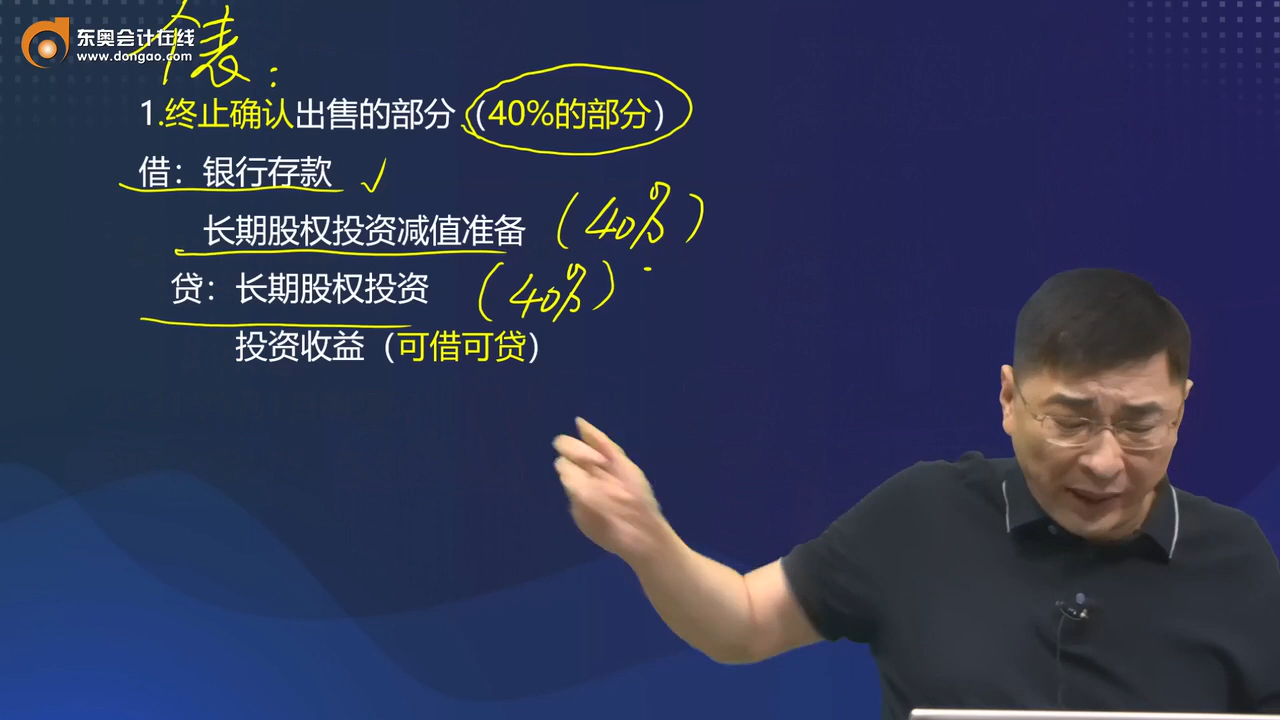 东奥会计在线
www.dongao.com
个表：
1.终止确认出售的部分（40%的部分）
借：银行存款
长期股权投资减值准备（40%）
贷：长期股权投资（40%）
投资收益（可借可贷）